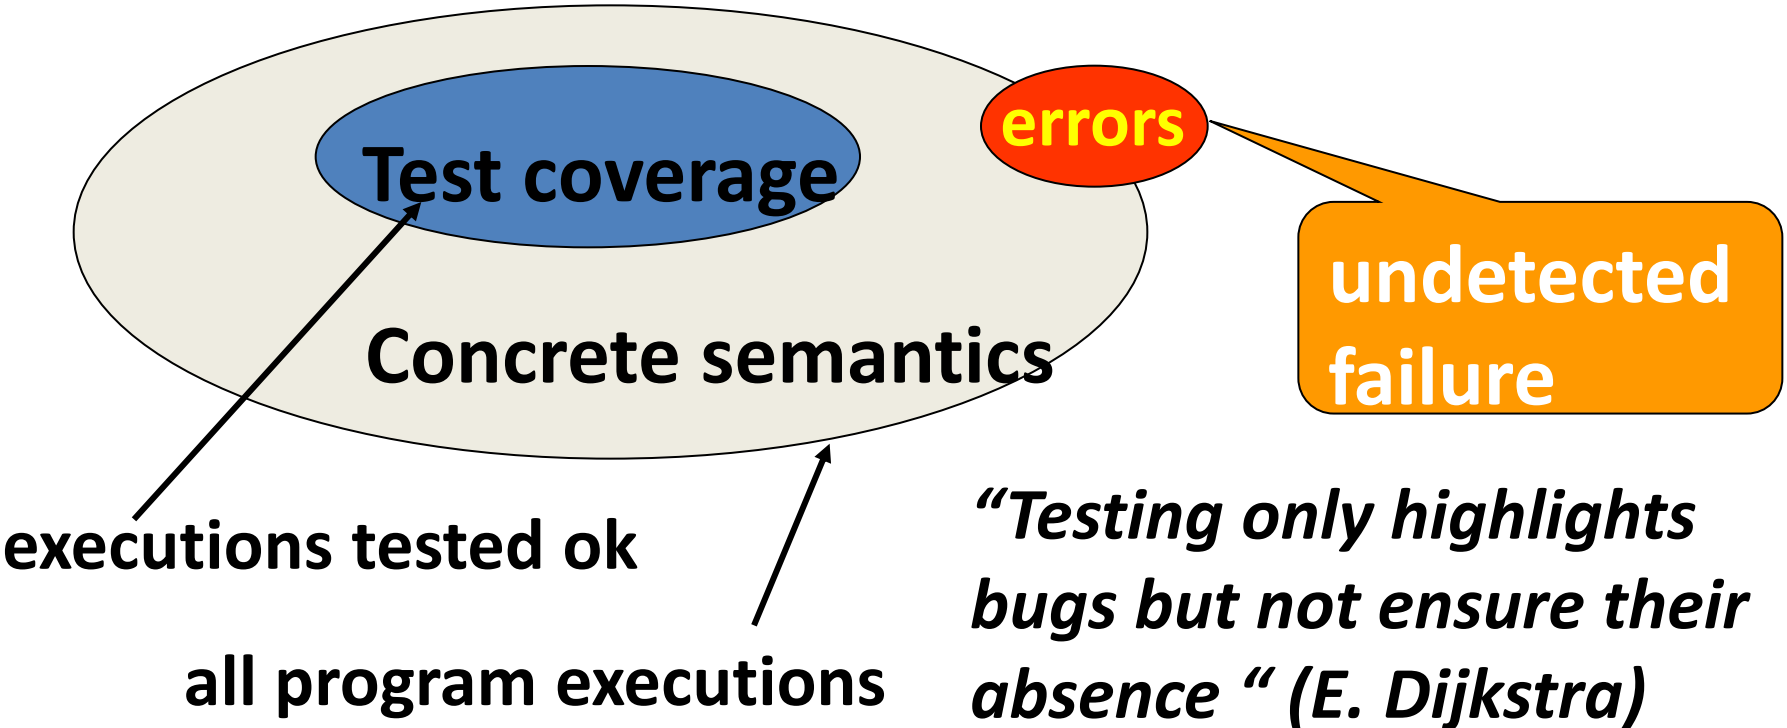 errors
Test coverage
undetected
failure
Concrete semantics
executions tested ok
all program executions
“Testing only highlights
bugs but not ensure their
absence “ (E. Dijkstra)